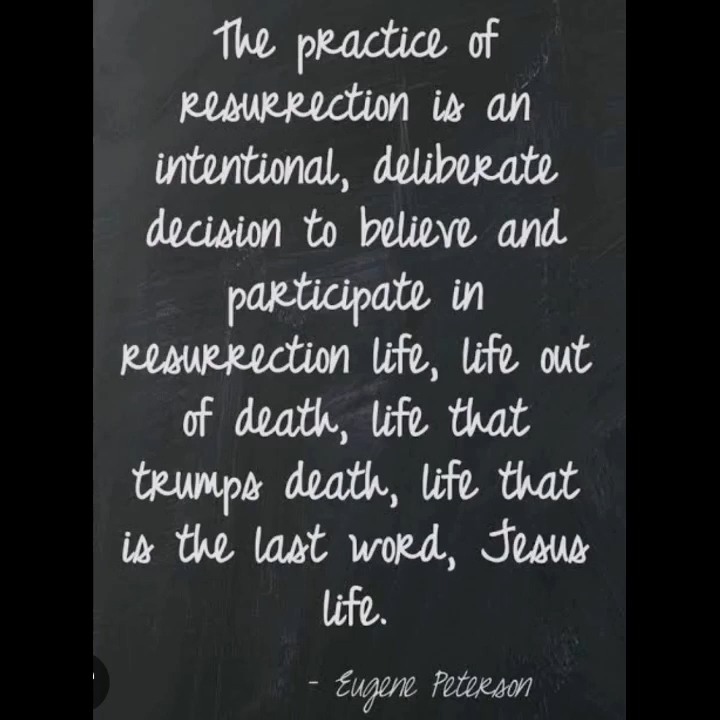 The practice of
resurrection is an
intentional, deliberate
decision to believe and
participate in
resurrection life, life out
of death, life that
trumps death, life that
is the last word, Jesus
life.
- Eugene Peterson